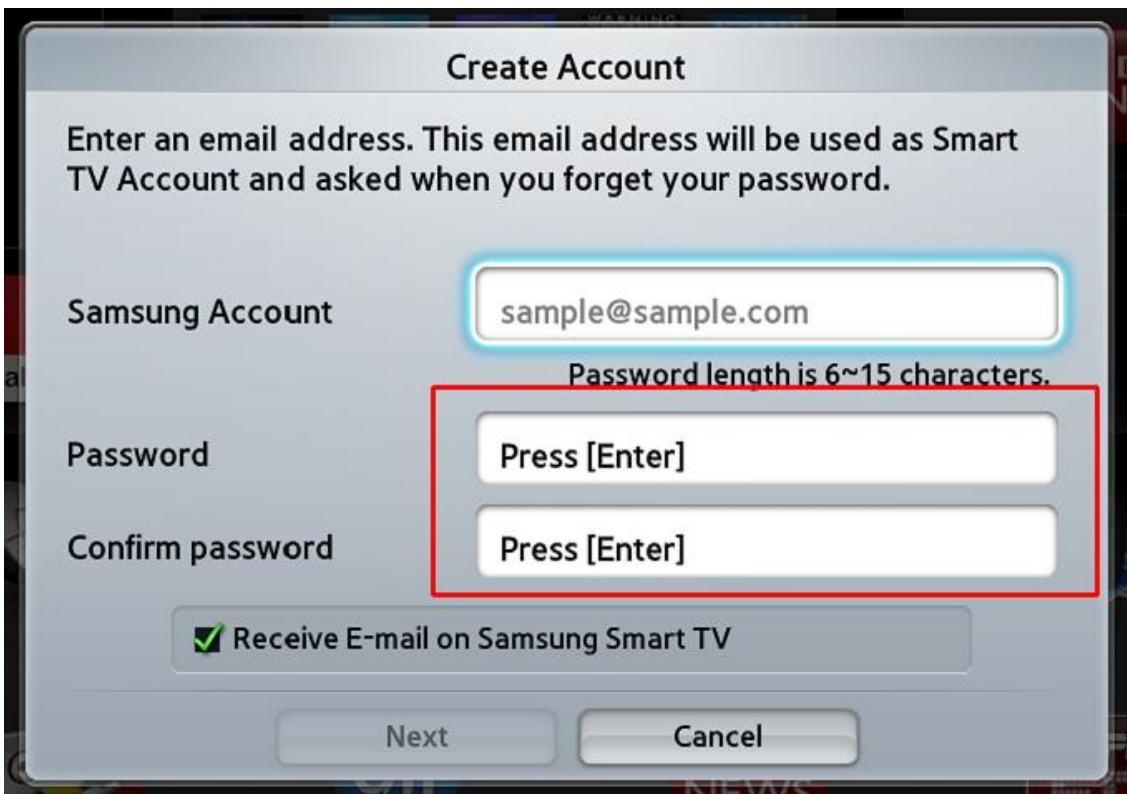 WARNING
Create Account
Enter an email address. This email address will be used as Smart
TV Account and asked when you forget your password.
Samsung Account
sample@sample.com
Password length is 6~15 characters.
Password
Press [Enter]
Confirm password
Press [Enter]
Receive E-mail on Samsung Smart TV
Next
Cancel
NEWS